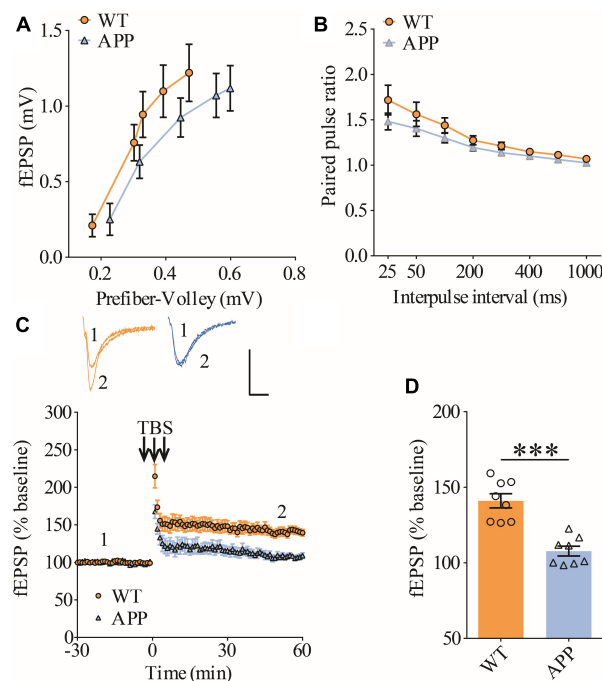 A
WT
APP
fEPSP (mV)
1.5
1.0
0.5
0.0
0.2 0.4 0.6 0.8
Prefiber-Volley (mV)
B
WT
APP
Paired pulse ratio
2.5
2.0
1.5
1.0
0.5
0.0
25 50 200 400 1000
Interpulse interval (ms)
C
1
2
1
2
TBS
fEPSP (% baseline)
300
250
200
150
100
50
1
2
WT
APP
-30 0 30 60
Time (min)
D
fEPSP (% baseline)
200
150
100
50
***
WT
APP